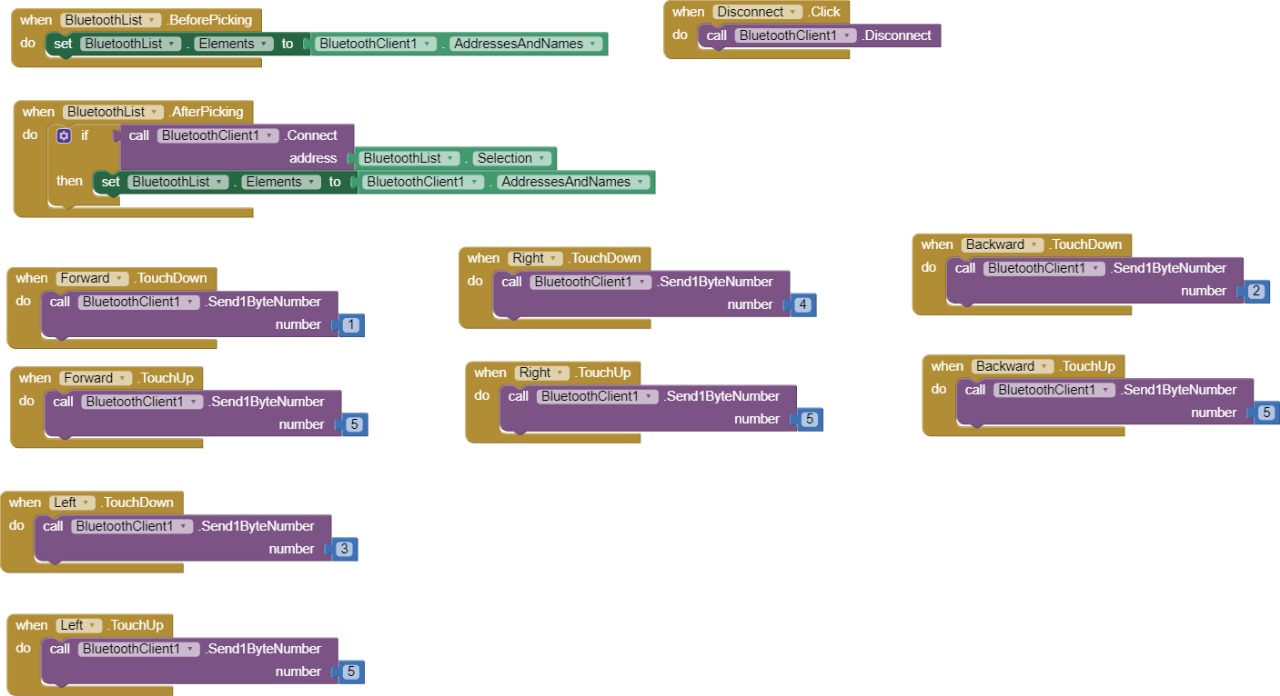 when BluetoothList .BeforePicking
do set BluetoothList . Elements to BluetoothClient1 . AddressesAndNames
when Disconnect .Click
do call BluetoothClient1 .Disconnect
when BluetoothList .AfterPicking
do if call BluetoothClient1 .Connect
address BluetoothList . Selection
then set BluetoothList . Elements to BluetoothClient1 . AddressesAndNames
when Forward .TouchDown
do call BluetoothClient1 .Send1ByteNumber
number 1
when Right .TouchDown
do call BluetoothClient1 .Send1ByteNumber
number 4
when Backward .TouchDown
do call BluetoothClient1 .Send1ByteNumber
number 2
when Forward .TouchUp
do call BluetoothClient1 .Send1ByteNumber
number 5
when Right .TouchUp
do call BluetoothClient1 .Send1ByteNumber
number 5
when Backward .TouchUp
do call BluetoothClient1 .Send1ByteNumber
number 5
when Left .TouchDown
do call BluetoothClient1 .Send1ByteNumber
number 3
when Left .TouchUp
do call BluetoothClient1 .Send1ByteNumber
number 5